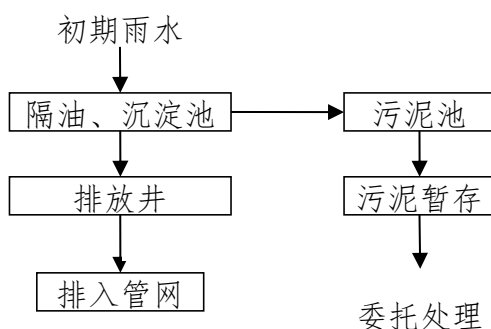 初期雨水
隔油、沉淀池
污泥池
排放井
污泥暂存
排入管网
委托处理